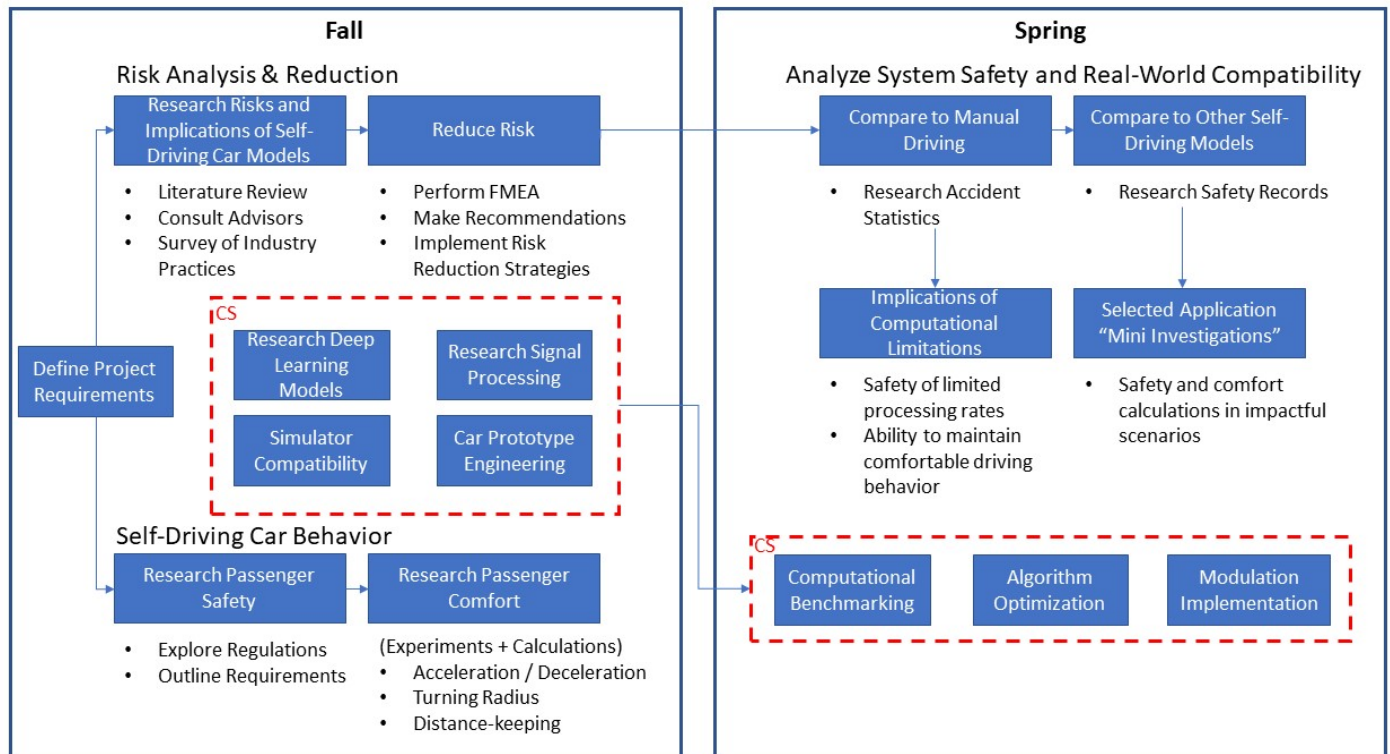 Fall
Risk Analysis & Reduction
Research Risks and
Implications of Self-
Driving Car Models
Reduce Risk
• Literature Review
• Consult Advisors
• Survey of Industry
Practices
• Perform FMEA
• Make Recommendations
• Implement Risk
Reduction Strategies
CS
Research Deep
Learning
Models
Research Signal
Processing
Simulator
Compatibility
Car Prototype
Engineering
Define Project
Requirements
Self-Driving Car Behavior
Research Passenger
Safety
Research Passenger
Comfort
• Explore Regulations
• Outline Requirements
(Experiments + Calculations)
• Acceleration / Deceleration
• Turning Radius
• Distance-keeping
Spring
Analyze System Safety and Real-World Compatibility
Compare to Manual
Driving
Compare to Other Self-
Driving Models
• Research Accident
Statistics
• Research Safety Records
Implications of
Computational
Limitations
Selected Application
“Mini Investigations”
• Safety of limited
processing rates
• Ability to maintain
comfortable driving
behavior
• Safety and comfort
calculations in impactful
scenarios
CS
Computational
Benchmarking
Algorithm
Optimization
Modulation
Implementation